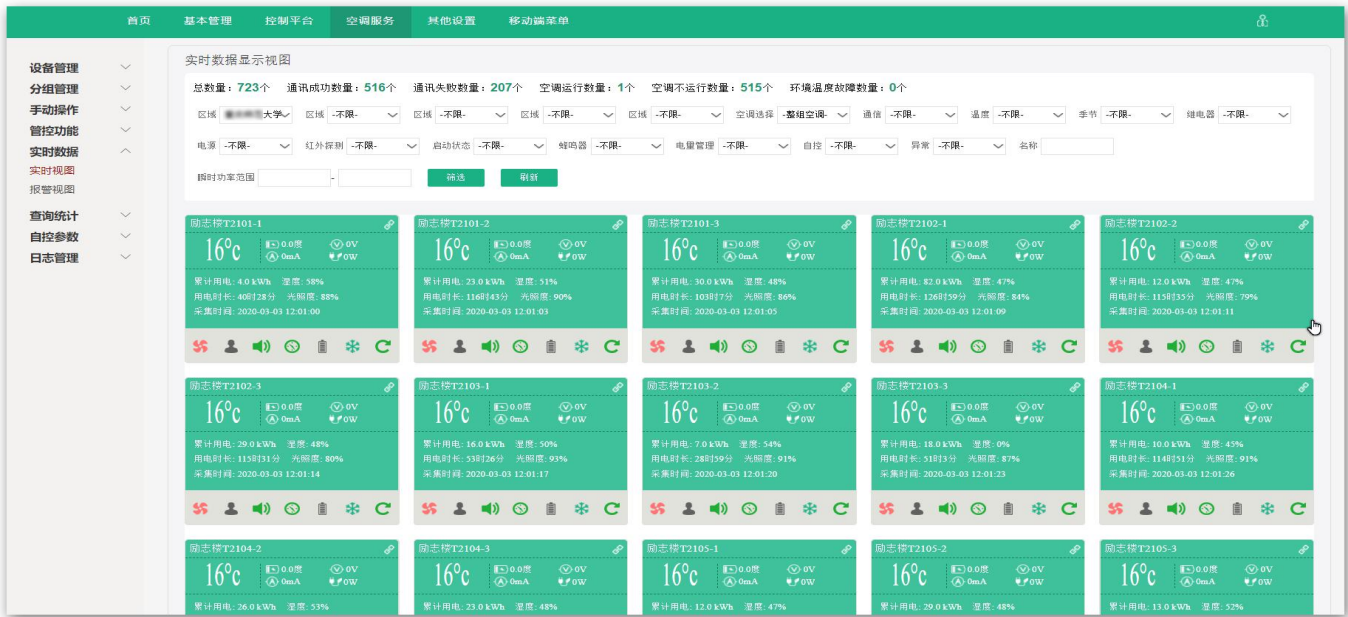 首页 基本管理 控制平台 空调服务 其他设置 移动端菜单
设备管理
分组管理
手动操作
管控功能
实时数据
实时视图
报警视图
查询统计
自控参数
日志管理
实时数据显示视图
总数量：723个 通讯成功数量：516个 通讯失败数量：207个 空调运行数量：1个 空调不运行数量：515个 环境温度故障数量：0个
区域 大学 区域 -不限- 区域 -不限- 区域 -不限- 区域 -不限- 空调选择 -整组空调- 通信 -不限- 温度 -不限- 季节 -不限- 继电器 -不限-
电源 -不限- 红外探测 -不限- 启动状态 -不限- 蜂鸣器 -不限- 电量管理 -不限- 自控 -不限- 异常 -不限- 名称
瞬时功率范围 - 筛选 刷新
励志楼T2101-1
16°c 0.0度 0V
0mA 0W
累计用电: 4.0 kWh 湿度: 58%
用电时长: 40时28分 光照度: 88%
采集时间: 2020-03-03 12:01:00
励志楼T2101-2
16°c 0.0度 0V
0mA 0W
累计用电: 23.0 kWh 湿度: 51%
用电时长: 116时43分 光照度: 90%
采集时间: 2020-03-03 12:01:03
励志楼T2101-3
16°c 0.0度 0V
0mA 0W
累计用电: 30.0 kWh 湿度: 48%
用电时长: 103时7分 光照度: 86%
采集时间: 2020-03-03 12:01:05
励志楼T2102-1
16°c 0.0度 0V
0mA 0W
累计用电: 82.0 kWh 湿度: 47%
用电时长: 126时59分 光照度: 84%
采集时间: 2020-03-03 12:01:09
励志楼T2102-2
16°c 0.0度 0V
0mA 0W
累计用电: 12.0 kWh 湿度: 47%
用电时长: 115时35分 光照度: 79%
采集时间: 2020-03-03 12:01:11
励志楼T2102-3
16°c 0.0度 0V
0mA 0W
累计用电: 29.0 kWh 湿度: 48%
用电时长: 115时31分 光照度: 80%
采集时间: 2020-03-03 12:01:14
励志楼T2103-1
16°c 0.0度 0V
0mA 0W
累计用电: 16.0 kWh 湿度: 50%
用电时长: 53时26分 光照度: 93%
采集时间: 2020-03-03 12:01:17
励志楼T2103-2
16°c 0.0度 0V
0mA 0W
累计用电: 7.0 kWh 湿度: 54%
用电时长: 28时59分 光照度: 91%
采集时间: 2020-03-03 12:01:20
励志楼T2103-3
16°c 0.0度 0V
0mA 0W
累计用电: 18.0 kWh 湿度: 0%
用电时长: 51时3分 光照度: 87%
采集时间: 2020-03-03 12:01:23
励志楼T2104-1
16°c 0.0度 0V
0mA 0W
累计用电: 10.0 kWh 湿度: 45%
用电时长: 114时51分 光照度: 91%
采集时间: 2020-03-03 12:01:26
励志楼T2104-2
16°c 0.0度 0V
0mA 0W
累计用电: 26.0 kWh 湿度: 53%
励志楼T2104-3
16°c 0.0度 0V
0mA 0W
累计用电: 23.0 kWh 湿度: 48%
励志楼T2105-1
16°c 0.0度 0V
0mA 0W
累计用电: 12.0 kWh 湿度: 47%
励志楼T2105-2
16°c 0.0度 0V
0mA 0W
累计用电: 29.0 kWh 湿度: 48%
励志楼T2105-3
16°c 0.0度 0V
0mA 0W
累计用电: 13.0 kWh 湿度: 52%